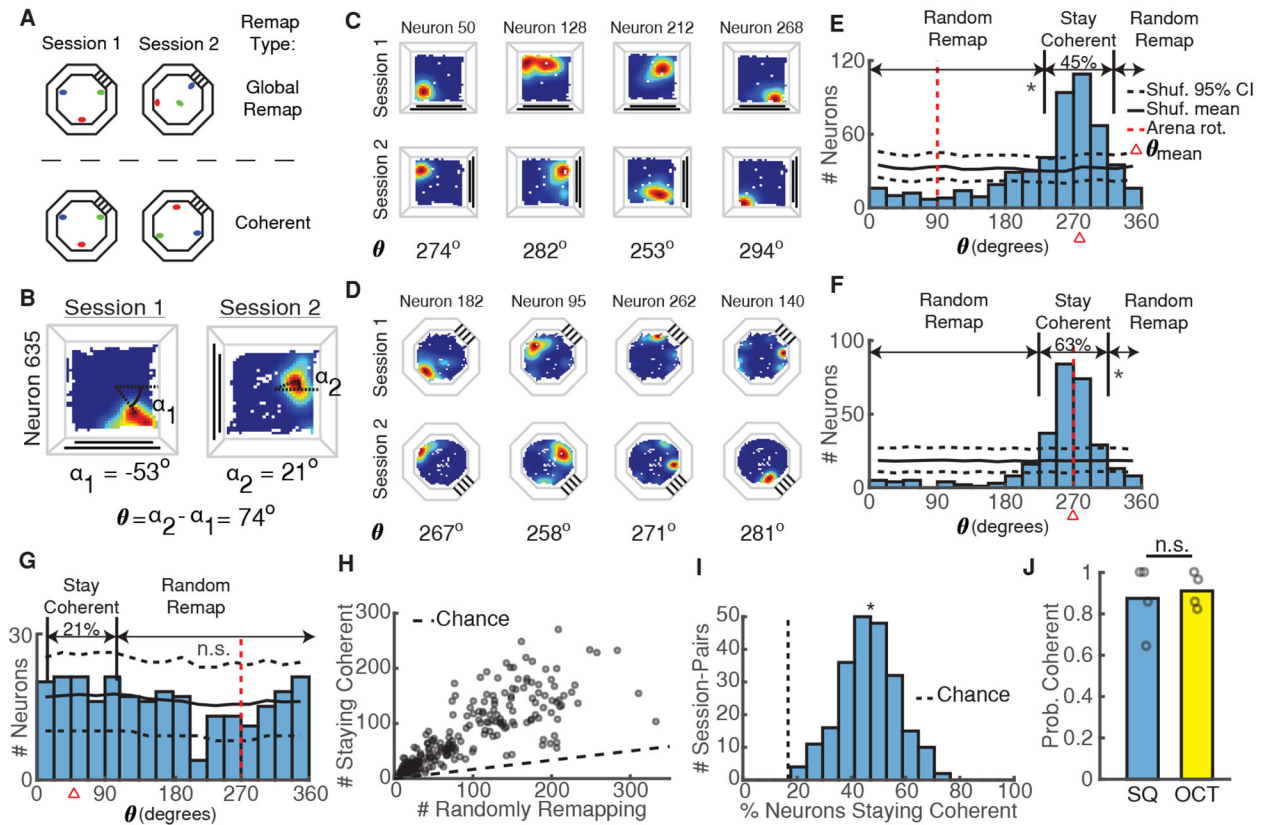 A
Session 1
Session 2
Remap
Type:
Global
Remap
Coherent
B
Neuron 635
Session 1
Session 2
α1
α2
α1 = -53°
α2 = 21°
θ = α2 - α1 = 74°
C
Neuron 50
Neuron 128
Neuron 212
Neuron 268
Session 1
Session 2
θ
274°
282°
253°
294°
D
Neuron 182
Neuron 95
Neuron 262
Neuron 140
Session 1
Session 2
θ
267°
258°
271°
281°
E
Random
Remap
Stay
Coherent
45%
Random
Remap
*
Shuf. 95% CI
Shuf. mean
Arena rot.
θmean
# Neurons
120
60
0
0
90
180
270
360
θ (degrees)
F
Random
Remap
Stay
Coherent
63%
Random
Remap
*
# Neurons
100
50
0
0
90
180
270
360
θ (degrees)
G
Stay
Coherent
21%
Random
Remap
n.s.
# Neurons
30
0
0
90
180
270
360
θ (degrees)
H
Chance
# Staying Coherent
300
200
100
0
0
100
200
300
# Randomly Remapping
I
*
Chance
# Session-Pairs
50
40
30
20
10
0
20
40
60
80
100
% Neurons Staying Coherent
J
n.s.
Prob. Coherent
1
0.8
0.6
0.4
0.2
0
SQ
OCT